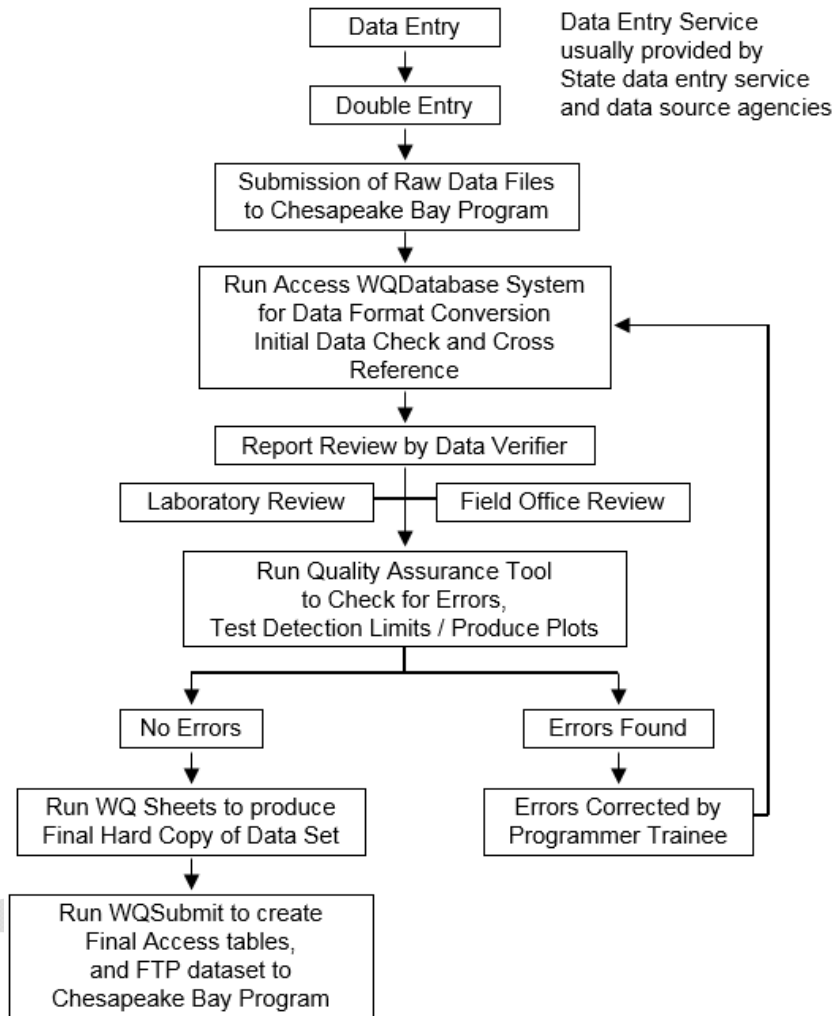 Data Entry
Data Entry Service
usually provided by
State data entry service
and data source agencies
Double Entry
Submission of Raw Data Files
to Chesapeake Bay Program
Run Access WQDatabase System
for Data Format Conversion
Initial Data Check and Cross
Reference
Report Review by Data Verifier
Laboratory Review
Field Office Review
Run Quality Assurance Tool
to Check for Errors,
Test Detection Limits / Produce Plots
No Errors
Errors Found
Run WQ Sheets to produce
Final Hard Copy of Data Set
Errors Corrected by
Programmer Trainee
Run WQSubmit to create
Final Access tables,
and FTP dataset to
Chesapeake Bay Program